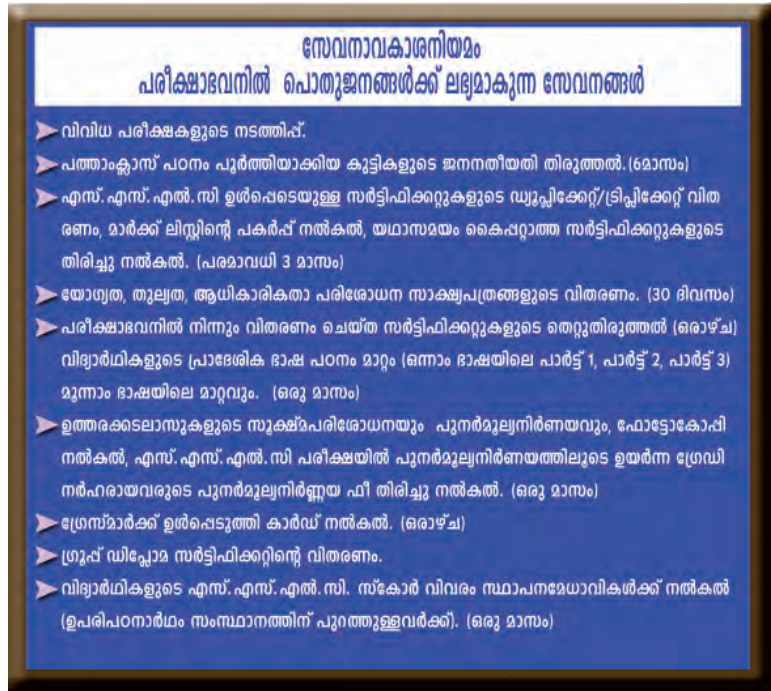 സേവനാവകാശനിയമം
പരീക്ഷാഭവനിൽ പൊതുജനങ്ങൾക്ക് ലഭ്യമാകുന്ന സേവനങ്ങൾ
വിവിധ പരീക്ഷകളുടെ നടത്തിപ്പ്.
പത്താംക്ലാസ് പഠനം പൂർത്തിയാക്കിയ കുട്ടികളുടെ ജനനതീയതി തിരുത്തൽ. (6മാസം)
എസ്.എസ്.എൽ.സി ഉൾപ്പെടെയുള്ള സർട്ടിഫിക്കറ്റുകളുടെ ഡ്യൂപ്ലിക്കേറ്റ്/ട്രിപ്ലിക്കേറ്റ് വിത
രണം, മാർക്ക് ലിസ്റ്റിന്റെ പകർപ്പ് നൽകൽ, യഥാസമയം കൈപ്പറ്റാത്ത സർട്ടിഫിക്കറ്റുകളുടെ
തിരിച്ചു നൽകൽ. (പരമാവധി 3 മാസം)
യോഗ്യത, തുല്യത, ആധികാരികതാ പരിശോധന സാക്ഷ്യപത്രങ്ങളുടെ വിതരണം. (30 ദിവസം)
പരീക്ഷാഭവനിൽ നിന്നും വിതരണം ചെയ്ത സർട്ടിഫിക്കറ്റുകളുടെ തെറ്റുതിരുത്തൽ (ഒരാഴ്ച)
വിദ്യാർഥികളുടെ പ്രാദേശിക ഭാഷ പഠനം മാറ്റം (ഒന്നാം ഭാഷയിലെ പാർട്ട് 1, പാർട്ട് 2, പാർട്ട് 3)
മൂന്നാം ഭാഷയിലെ മാറ്റവും. (ഒരു മാസം)
ഉത്തരക്കടലാസുകളുടെ സൂക്ഷ്മപരിശോധനയും പുനർമൂല്യനിർണയവും, ഫോട്ടോകോപ്പി
നൽകൽ, എസ്.എസ്.എൽ.സി പരീക്ഷയിൽ പുനർമൂല്യനിർണയത്തിലൂടെ ഉയർന്ന ഗ്രേഡി
നർഹരായവരുടെ പുനർമൂല്യനിർണ്ണയ ഫീ തിരിച്ചു നൽകൽ. (ഒരു മാസം)
ഗ്രേസ്മാർക്ക് ഉൾപ്പെടുത്തി കാർഡ് നൽകൽ. (ഒരാഴ്ച)
ഗ്രൂപ്പ് ഡിപ്ലോമ സർട്ടിഫിക്കറ്റിന്റെ വിതരണം.
വിദ്യാർഥികളുടെ എസ്.എസ്.എൽ.സി. സ്കോർ വിവരം സ്ഥാപനമേധാവികൾക്ക് നൽകൽ
(ഉപരിപഠനാർഥം സംസ്ഥാനത്തിന് പുറത്തുള്ളവർക്ക്). (ഒരു മാസം)